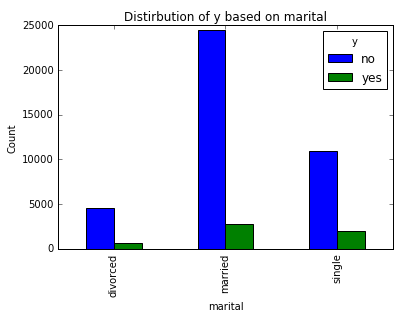 Distirbution of y based on marital
25000
20000
15000
10000
5000
0
Count
y
no
yes
divorced
married
single
marital